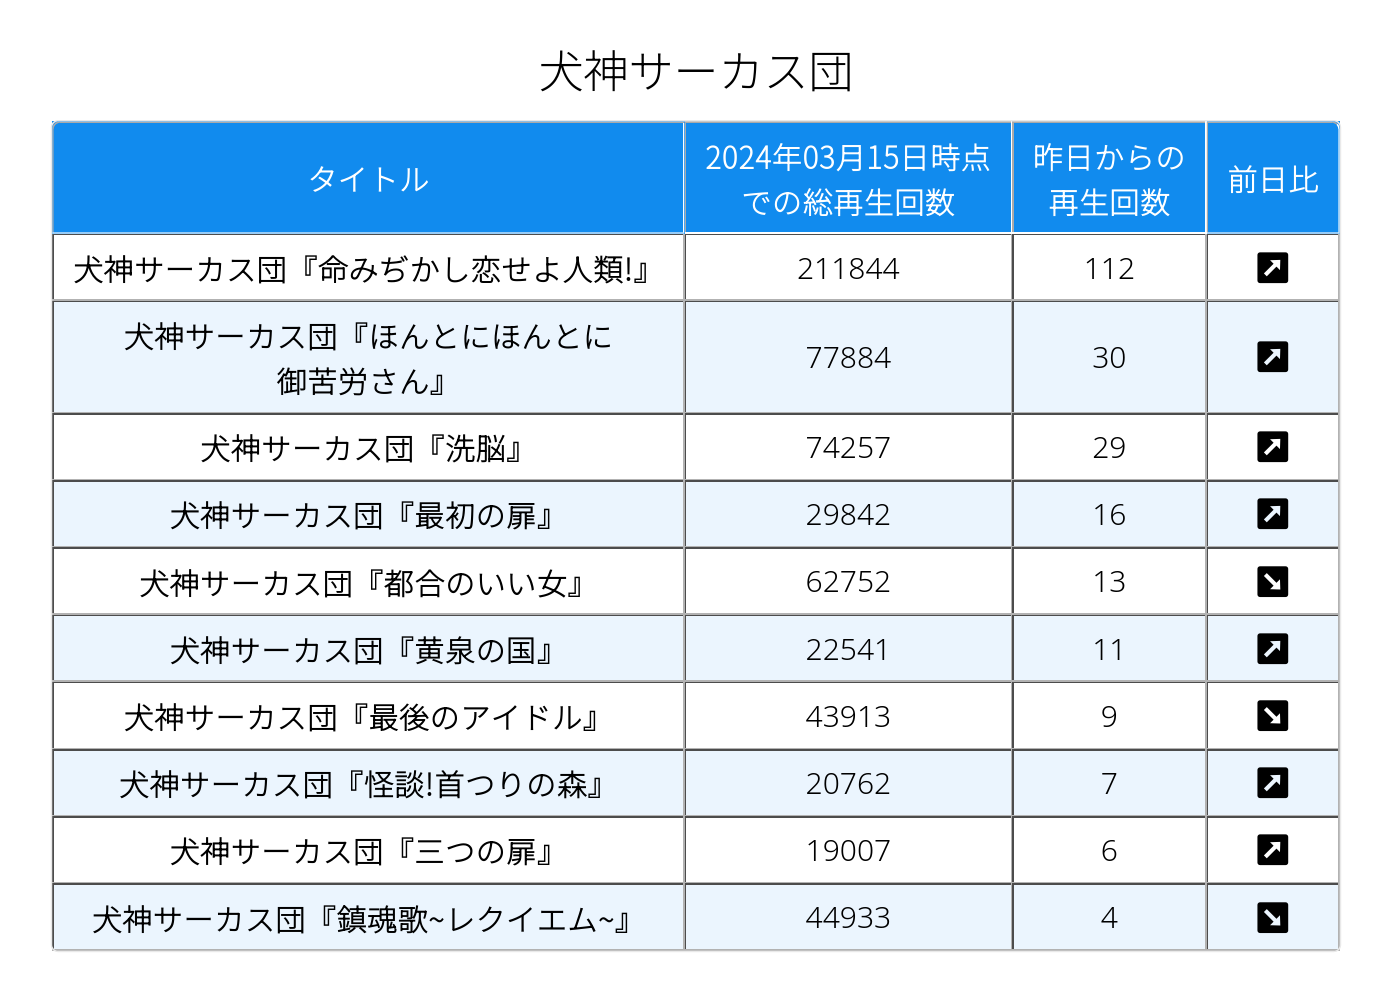 犬神サーカス団
タイトル
2024年03月15日時点
での総再生回数
昨日からの
再生回数
前日比
犬神サーカス団『命みぢかし恋せよ人類!』
211844
112
犬神サーカス団『ほんとにほんとに
御苦労さん』
77884
30
犬神サーカス団『洗脳』
74257
29
犬神サーカス団『最初の扉』
29842
16
犬神サーカス団『都合のいい女』
62752
13
犬神サーカス団『黄泉の国』
22541
11
犬神サーカス団『最後のアイドル』
43913
9
犬神サーカス団『怪談!首つりの森』
20762
7
犬神サーカス団『三つの扉』
19007
6
犬神サーカス団『鎮魂歌~レクイエム~』
44933
4